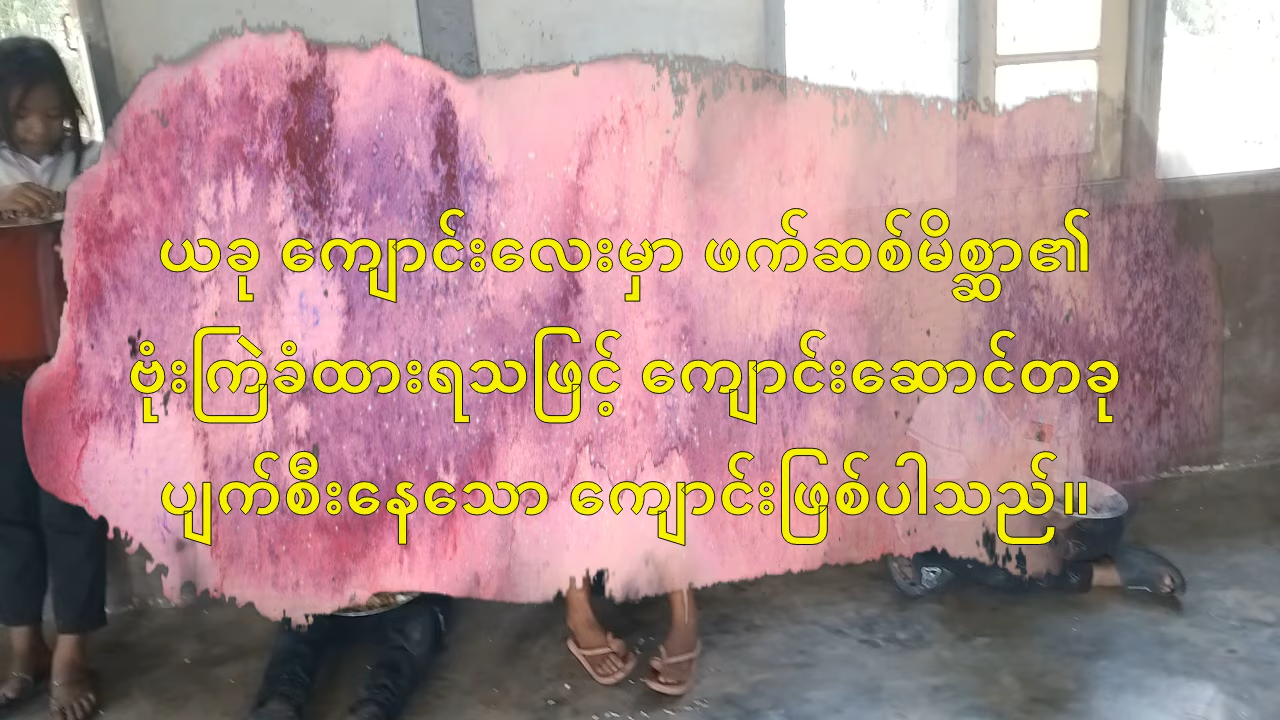 ယခု ကျောင်းလေးမှာ ဖက်ဆစ်မိစ္ဆာ၏
ဗုံးကြဲခံထားရသဖြင့် ကျောင်းဆောင်တခု
ပျက်စီးနေသော ကျောင်းဖြစ်ပါသည်။